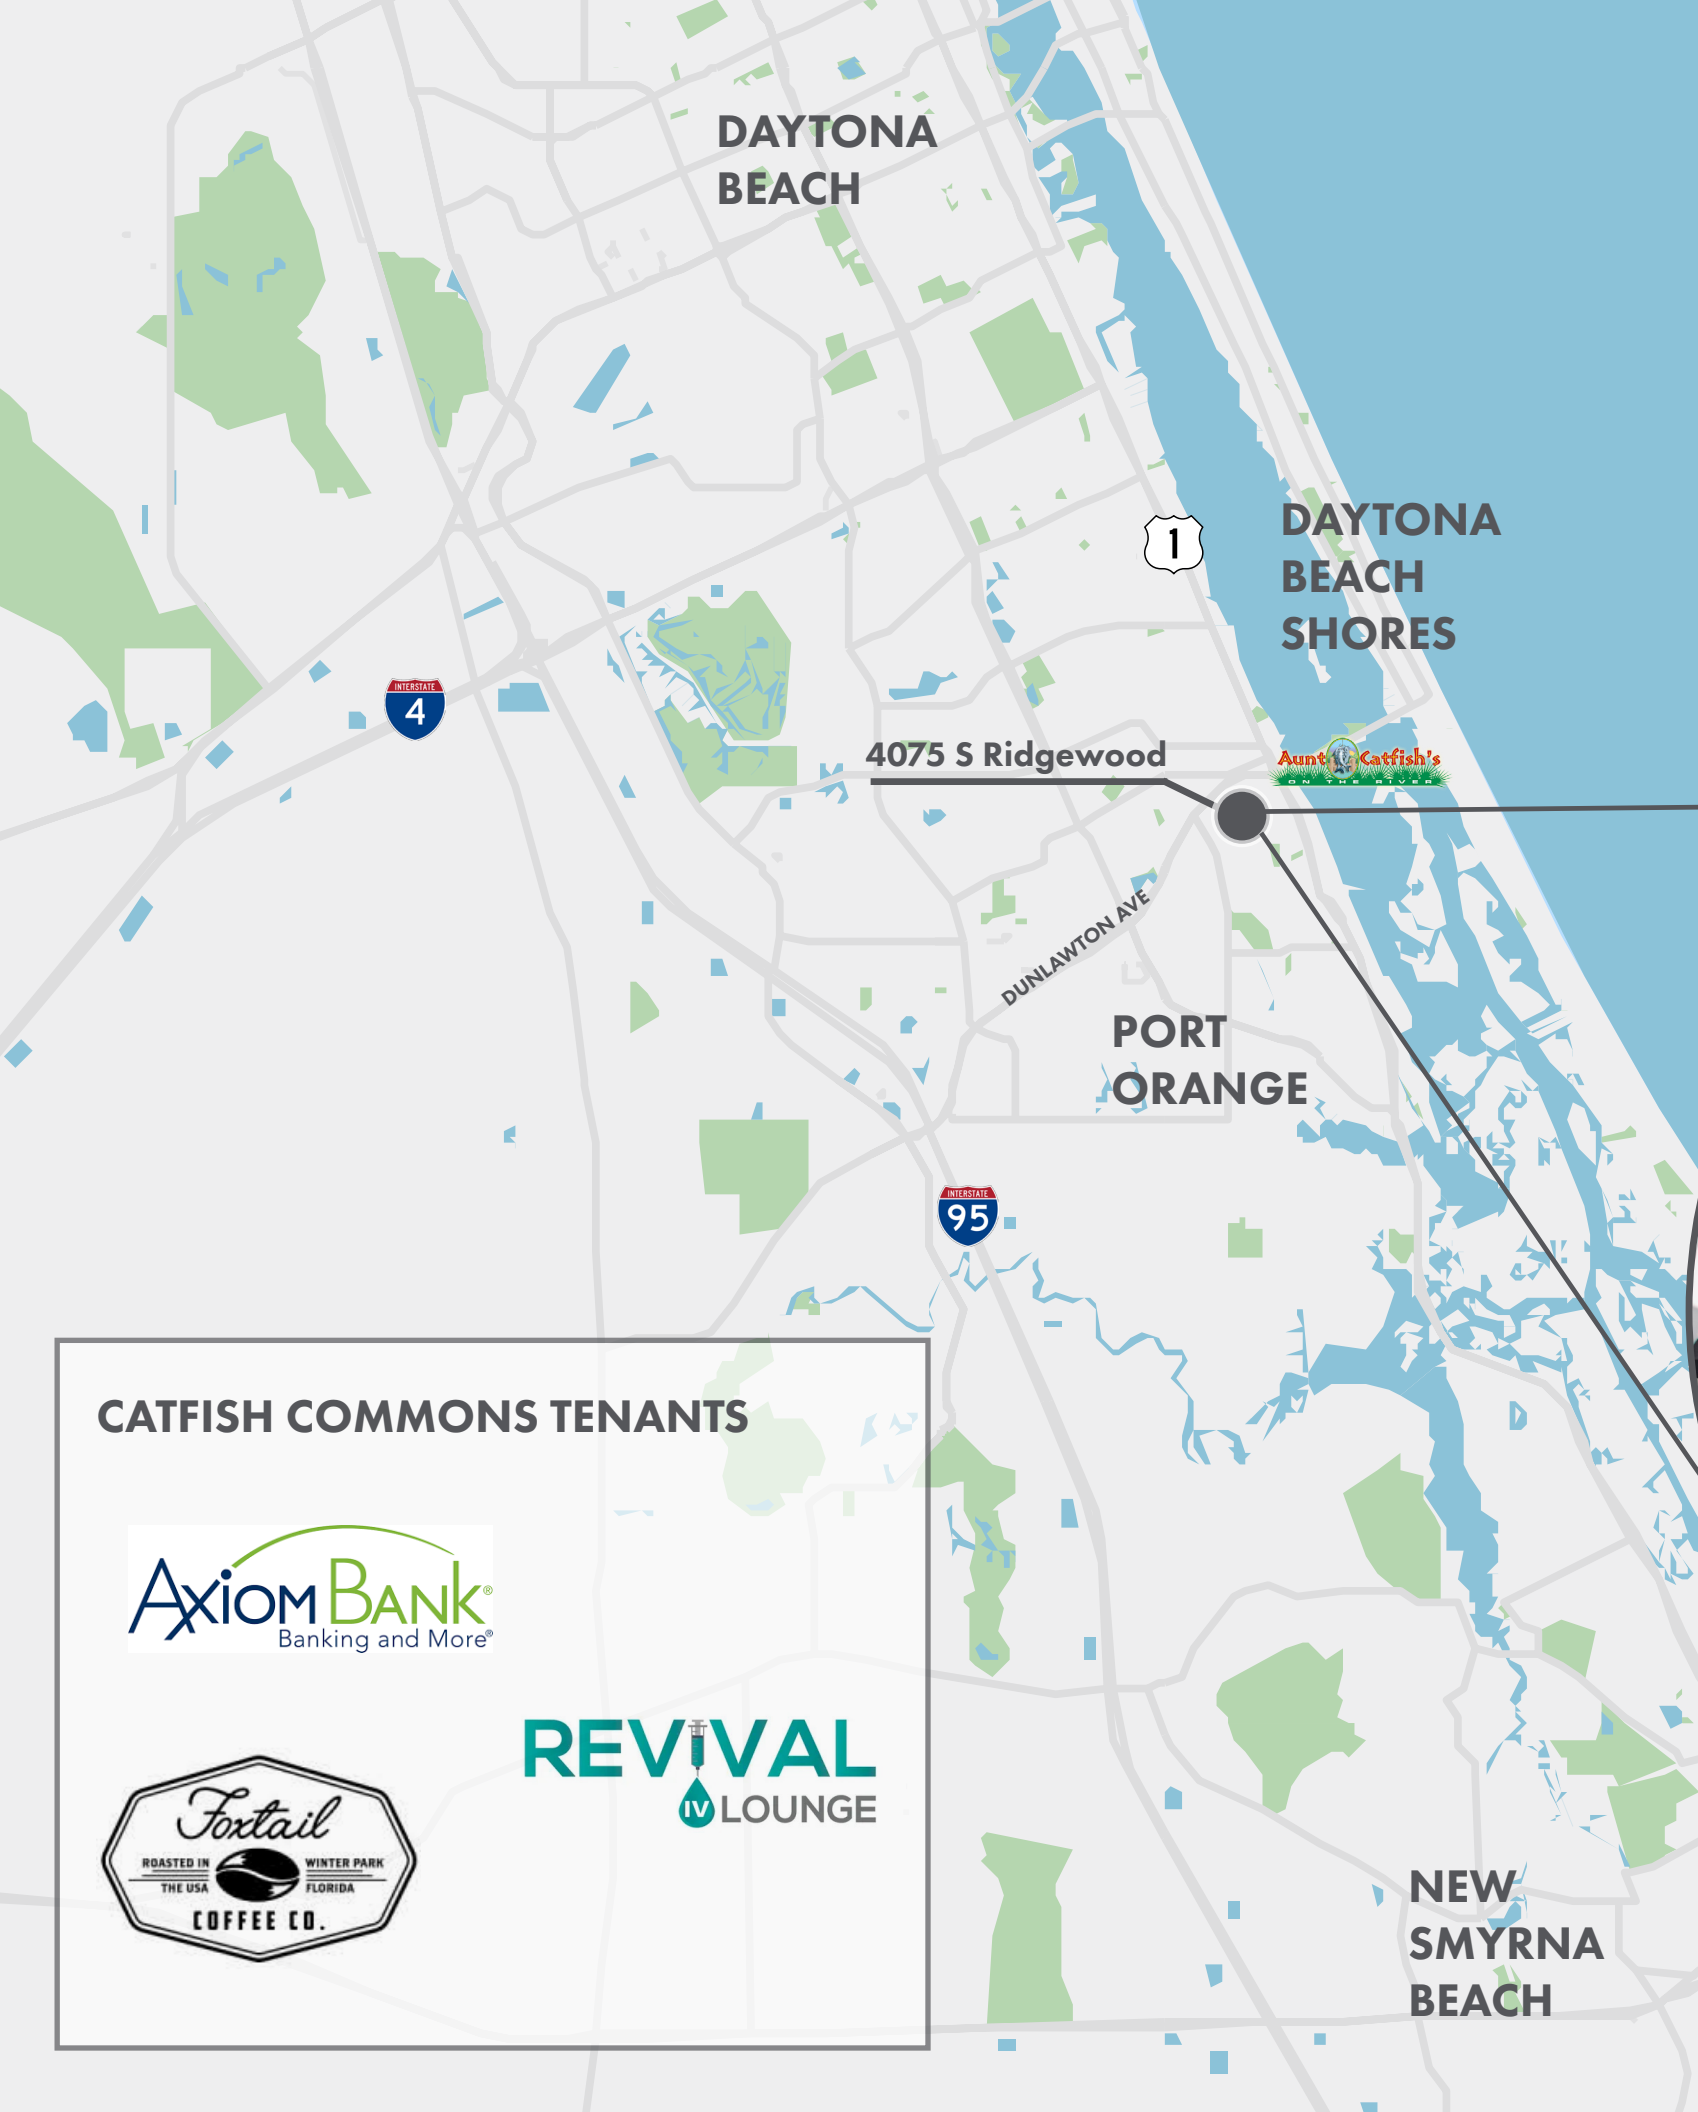 DAYTONA
BEACH
1
DAYTONA
BEACH
SHORES
INTERSTATE
4
4075 S Ridgewood
Aunt Catfish's
ON THE RIVER
DUNLAWTON AVE
PORT
ORANGE
INTERSTATE
95
CATFISH COMMONS TENANTS
AXIOM BANK®
Banking and More®
REVIVAL
IV LOUNGE
Foxtail
ROASTED IN
THE USA
WINTER PARK
FLORIDA
COFFEE CO.
NEW
SMYRNA
BEACH